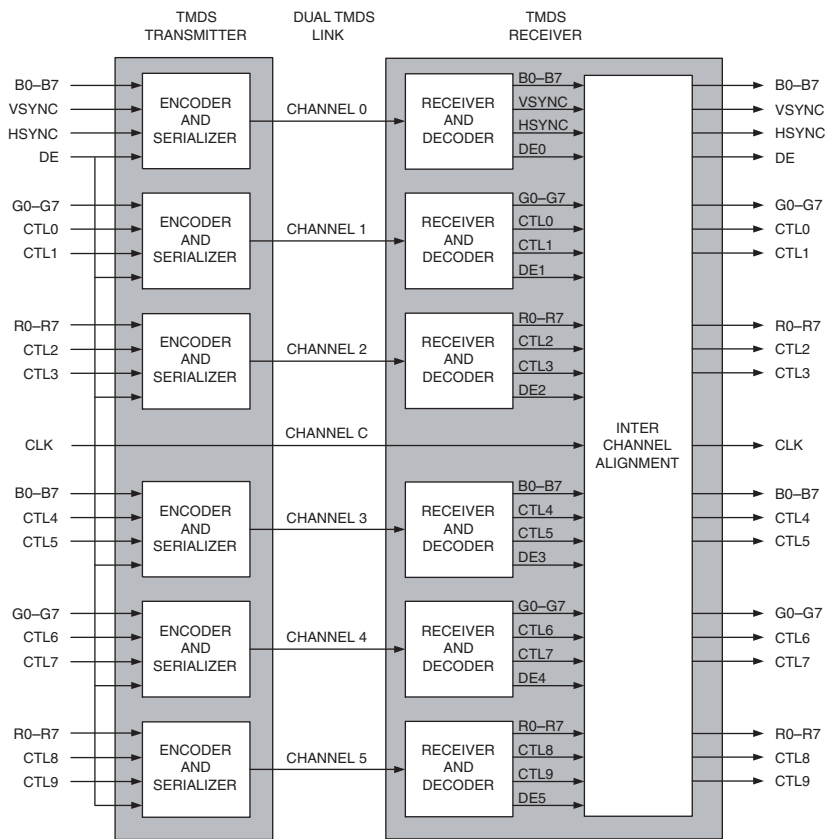 TMDS
TRANSMITTER
DUAL TMDS
LINK
TMDS
RECEIVER
B0–B7
VSYNC
HSYNC
DE
ENCODER
AND
SERIALIZER
CHANNEL 0
RECEIVER
AND
DECODER
B0–B7
VSYNC
HSYNC
DE0
B0–B7
VSYNC
HSYNC
DE
G0–G7
CTL0
CTL1
ENCODER
AND
SERIALIZER
CHANNEL 1
RECEIVER
AND
DECODER
G0–G7
CTL0
CTL1
DE1
G0–G7
CTL0
CTL1
R0–R7
CTL2
CTL3
ENCODER
AND
SERIALIZER
CHANNEL 2
RECEIVER
AND
DECODER
R0–R7
CTL2
CTL3
DE2
R0–R7
CTL2
CTL3
CLK
CHANNEL C
INTER
CHANNEL
ALIGNMENT
CLK
B0–B7
CTL4
CTL5
ENCODER
AND
SERIALIZER
CHANNEL 3
RECEIVER
AND
DECODER
B0–B7
CTL4
CTL5
DE3
B0–B7
CTL4
CTL5
G0–G7
CTL6
CTL7
ENCODER
AND
SERIALIZER
CHANNEL 4
RECEIVER
AND
DECODER
G0–G7
CTL6
CTL7
DE4
G0–G7
CTL6
CTL7
R0–R7
CTL8
CTL9
ENCODER
AND
SERIALIZER
CHANNEL 5
RECEIVER
AND
DECODER
R0–R7
CTL8
CTL9
DE5
R0–R7
CTL8
CTL9